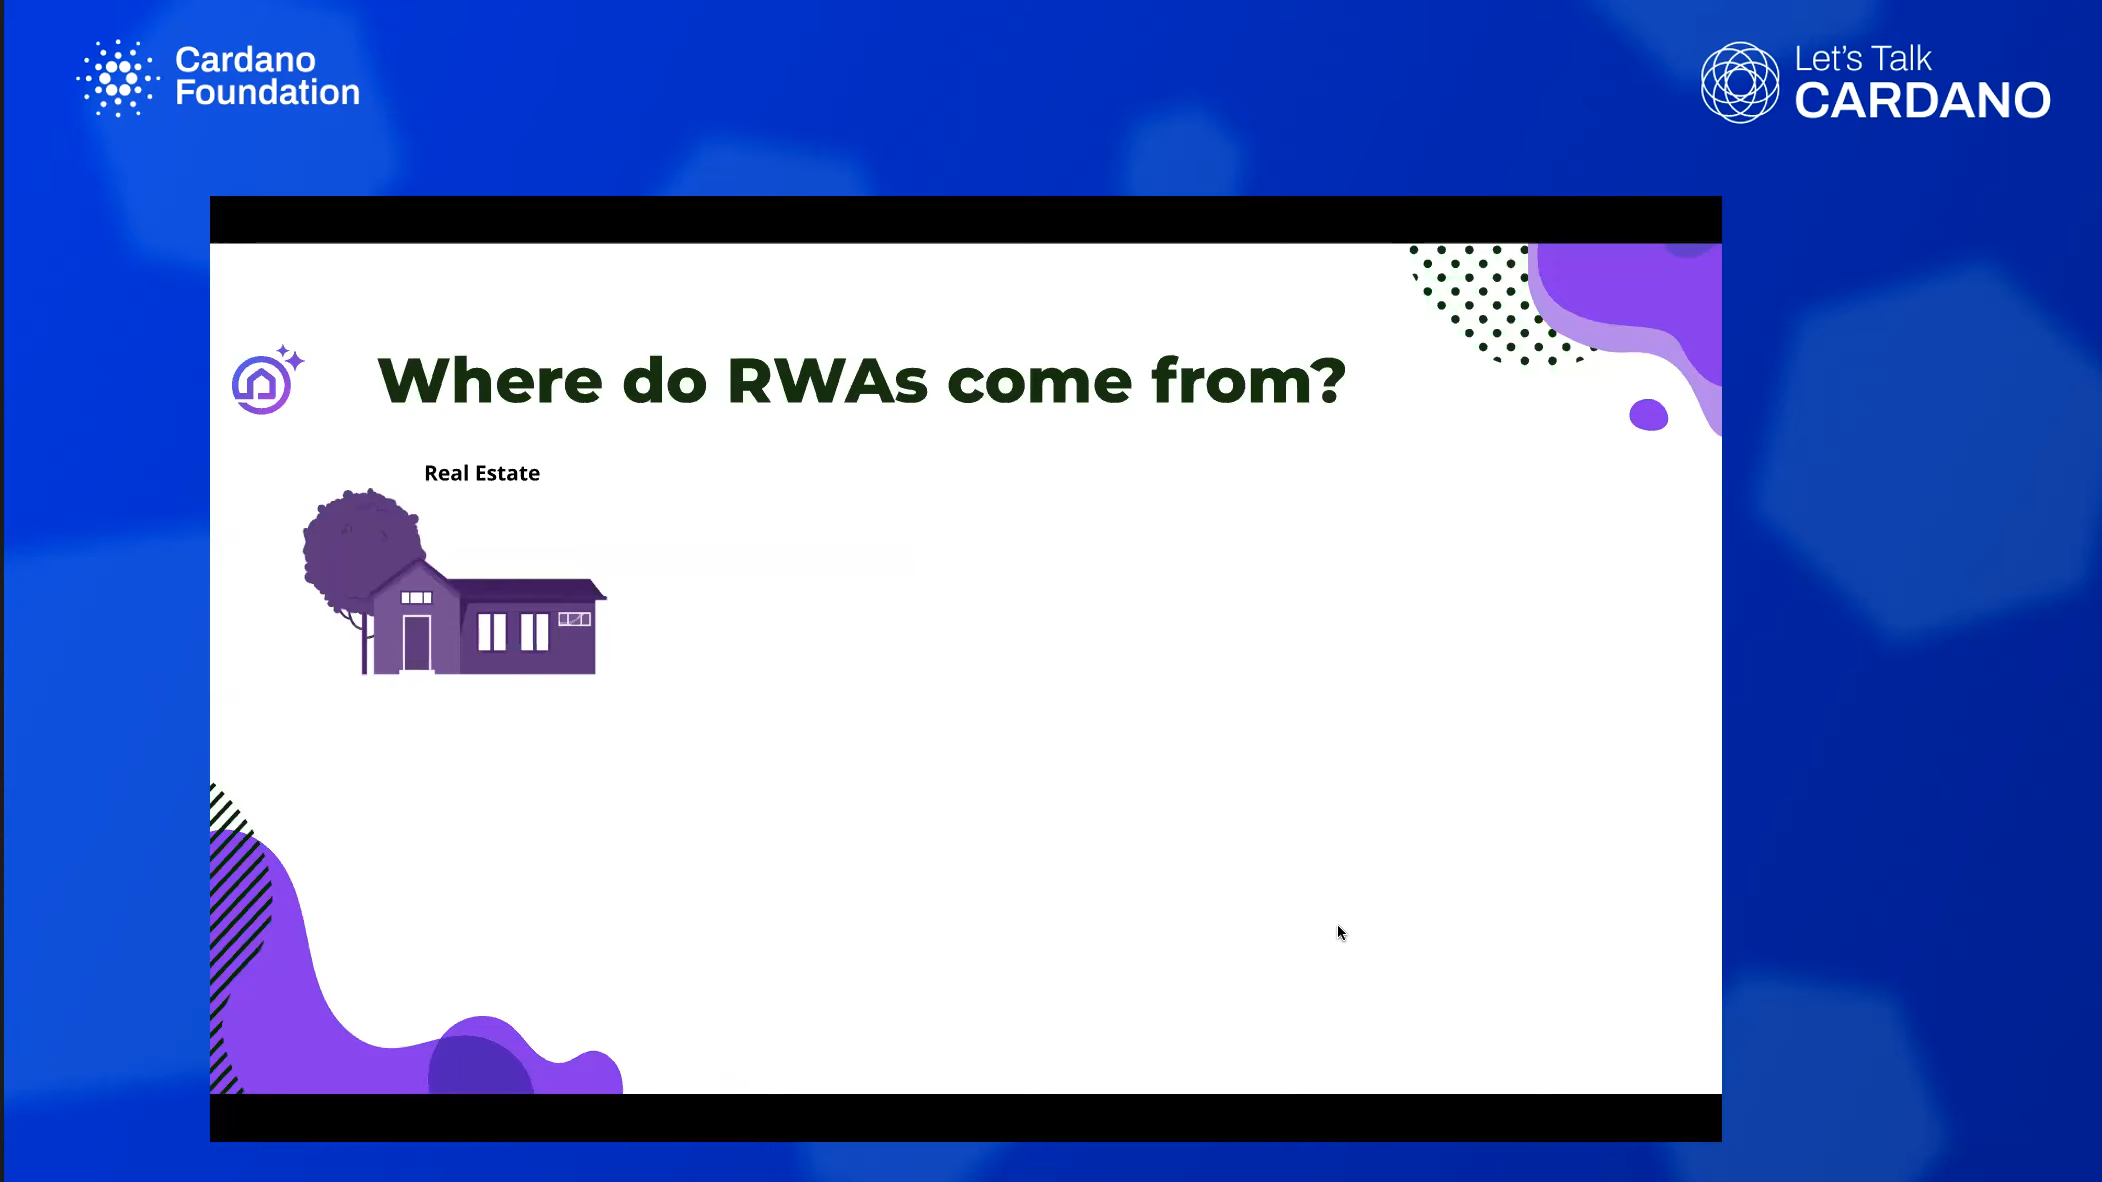 Cardano
Foundation
Let's Talk
CARDANO
Where do RWAs come from?
Real Estate